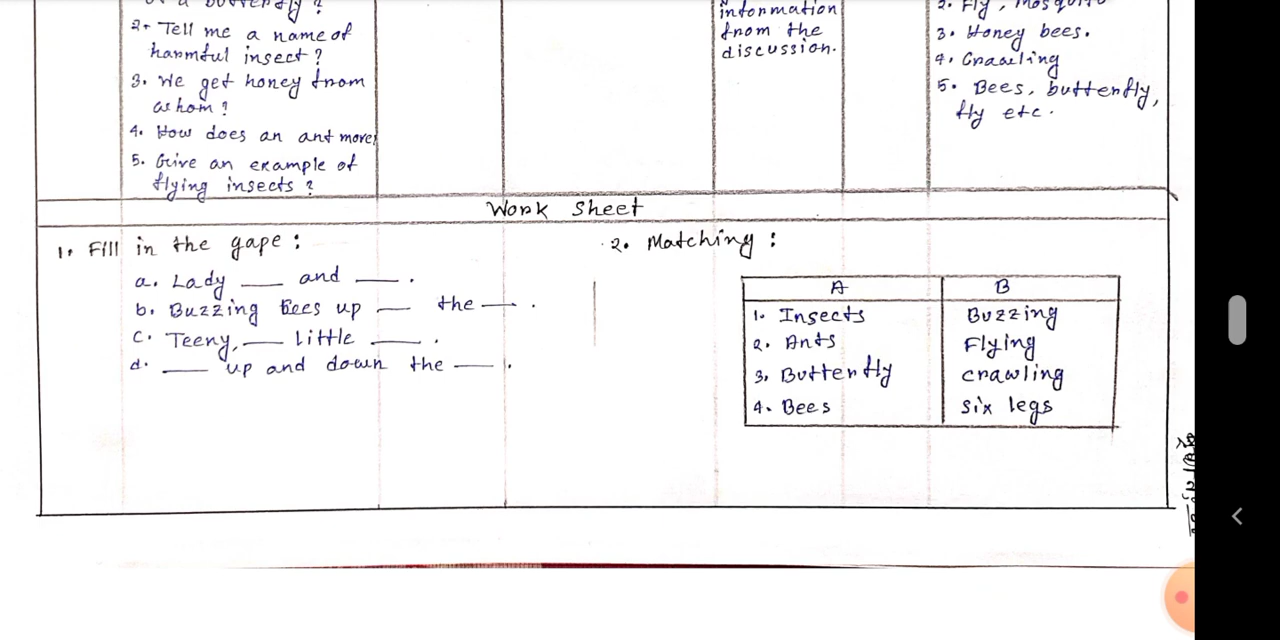 2. Tell me a name of
harmful insect?
3. We get honey from
whom?
4. How does an ant move
5. Give an example of
flying insects?
information
from the
discussion.
2. Fly, Mosquito
3. Honey bees.
4. Crawling
5. Bees, butterfly,
fly etc.
Work Sheet
1. Fill in the gape:
a. Lady ___ and ___.
b. Buzzing Bees up ___ the ___.
c. Teeny, ___ little ___.
d. ___ up and down the ___.
2. Matching:
A B
1. Insects Buzzing
2. Ants Flying
3. Butterfly crawling
4. Bees six legs